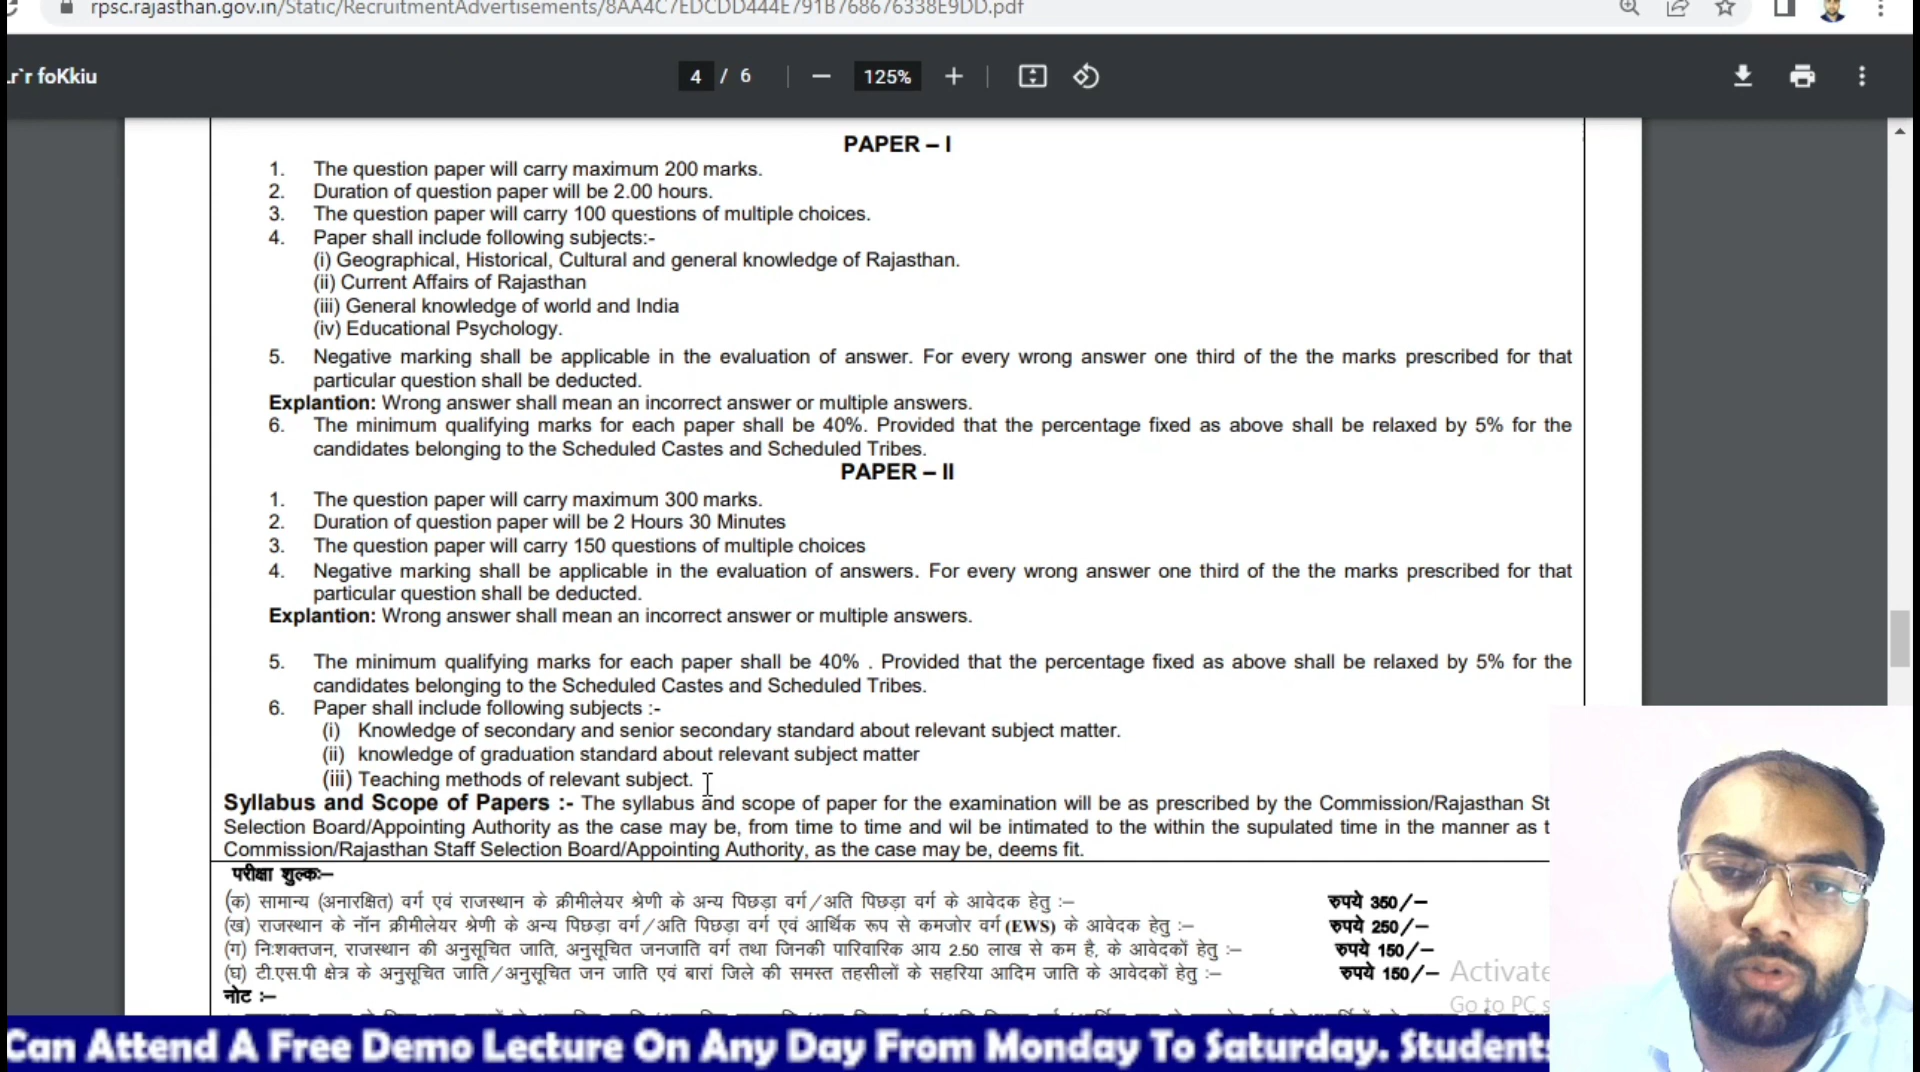 rpsc.rajasthan.gov.in/Static/RecruitmentAdvertisements/8AA4C7EDCDD444E791B768676338E9DD.pdf
.r`r foKkiu
4 / 6
125%
PAPER – I
1. The question paper will carry maximum 200 marks.
2. Duration of question paper will be 2.00 hours.
3. The question paper will carry 100 questions of multiple choices.
4. Paper shall include following subjects:-
(i) Geographical, Historical, Cultural and general knowledge of Rajasthan.
(ii) Current Affairs of Rajasthan
(iii) General knowledge of world and India
(iv) Educational Psychology.
5. Negative marking shall be applicable in the evaluation of answer. For every wrong answer one third of the the marks prescribed for that
particular question shall be deducted.
Explantion: Wrong answer shall mean an incorrect answer or multiple answers.
6. The minimum qualifying marks for each paper shall be 40%. Provided that the percentage fixed as above shall be relaxed by 5% for the
candidates belonging to the Scheduled Castes and Scheduled Tribes.
PAPER – II
1. The question paper will carry maximum 300 marks.
2. Duration of question paper will be 2 Hours 30 Minutes
3. The question paper will carry 150 questions of multiple choices
4. Negative marking shall be applicable in the evaluation of answers. For every wrong answer one third of the the marks prescribed for that
particular question shall be deducted.
Explantion: Wrong answer shall mean an incorrect answer or multiple answers.
5. The minimum qualifying marks for each paper shall be 40% . Provided that the percentage fixed as above shall be relaxed by 5% for the
candidates belonging to the Scheduled Castes and Scheduled Tribes.
6. Paper shall include following subjects :-
(i) Knowledge of secondary and senior secondary standard about relevant subject matter.
(ii) knowledge of graduation standard about relevant subject matter
(iii) Teaching methods of relevant subject.
Syllabus and Scope of Papers :- The syllabus and scope of paper for the examination will be as prescribed by the Commission/Rajasthan St
Selection Board/Appointing Authority as the case may be, from time to time and wil be intimated to the within the supulated time in the manner as t
Commission/Rajasthan Staff Selection Board/Appointing Authority, as the case may be, deems fit.
परीक्षा शुल्कः–
(क) सामान्य (अनारक्षित) वर्ग एवं राजस्थान के क्रीमीलेयर श्रेणी के अन्य पिछड़ा वर्ग/अति पिछड़ा वर्ग के आवेदक हेतु :– रुपये 350/–
(ख) राजस्थान के नॉन क्रीमीलेयर श्रेणी के अन्य पिछड़ा वर्ग/अति पिछड़ा वर्ग एवं आर्थिक रूप से कमजोर वर्ग (EWS) के आवेदक हेतु :– रुपये 250/–
(ग) निःशक्तजन, राजस्थान की अनुसूचित जाति, अनुसूचित जनजाति वर्ग तथा जिनकी पारिवारिक आय 2.50 लाख से कम है, के आवेदकों हेतु :– रुपये 150/–
(घ) टी.एस.पी क्षेत्र के अनुसूचित जाति/अनुसूचित जन जाति एवं बारां जिले की समस्त तहसीलों के सहरिया आदिम जाति के आवेदकों हेतु :– रुपये 150/–
नोट :–
Activate
Go to PC s
Can Attend A Free Demo Lecture On Any Day From Monday To Saturday. Students